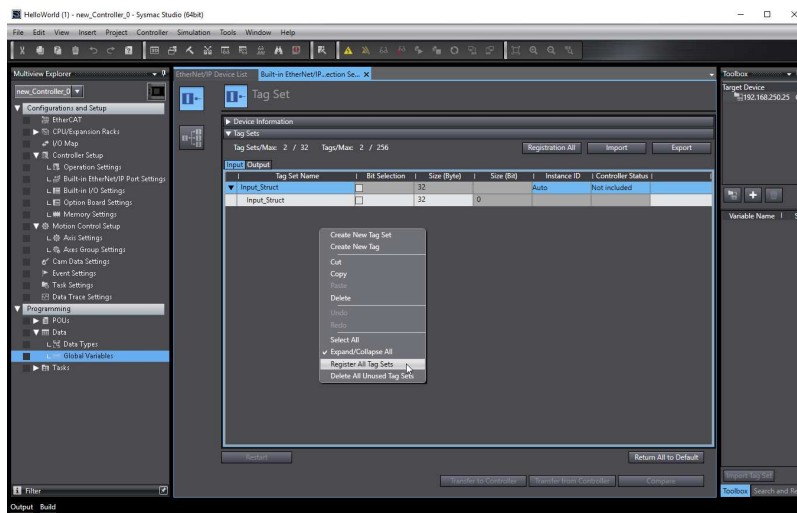 HelloWorld (1) - new_Controller_0 - Sysmac Studio (64bit)
File Edit View Insert Project Controller Simulation Tools Window Help
Multiview Explorer
new_Controller_0
Configurations and Setup
EtherCAT
CPU/Expansion Racks
I/O Map
Controller Setup
Operation Settings
Built-in EtherNet/IP Port Settings
Built-in I/O Settings
Option Board Settings
Memory Settings
Motion Control Setup
Axis Settings
Axes Group Settings
Cam Data Settings
Event Settings
Task Settings
Data Trace Settings
Programming
POUs
Data
Data Types
Global Variables
Tasks
Filter
EtherNet/IP Device List Built-in EtherNet/IP...ection Se... X
Tag Set
Device Information
Tag Sets
Tag Sets/Max: 2 / 32 Tags/Max: 2 / 256 Registration All Import Export
Input Output
Tag Set Name | Bit Selection | Size (Byte) | Size (Bit) | Instance ID | Controller Status |
Input_Struct 32 Auto Not included
Input_Struct 32 0
Create New Tag Set
Create New Tag
Cut
Copy
Paste
Delete
Undo
Redo
Select All
Expand/Collapse All
Register All Tag Sets
Delete All Unused Tag Sets
Restart Return All to Default
Transfer to Controller Transfer from Controller Compare
Toolbox
Target Device
192.168.250.25
Variable Name |
Import Tag Set
Toolbox Search and Re
Output Build